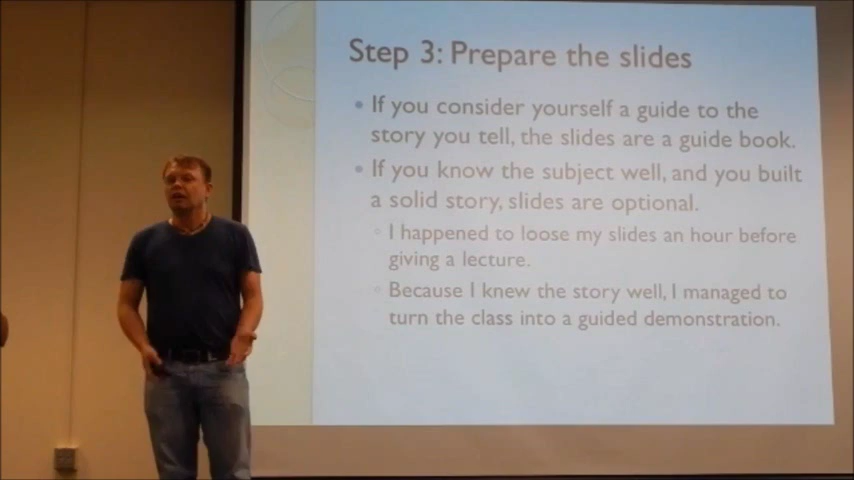 Step 3: Prepare the slides
• If you consider yourself a guide to the
story you tell, the slides are a guide book.
• If you know the subject well, and you built
a solid story, slides are optional.
◦ I happened to loose my slides an hour before
giving a lecture.
◦ Because I knew the story well, I managed to
turn the class into a guided demonstration.